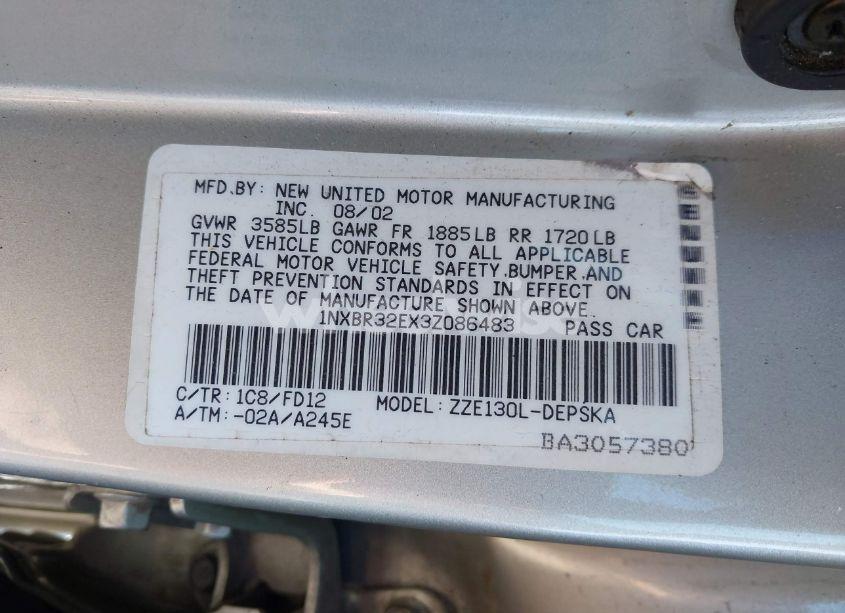 MFD.BY: NEW UNITED MOTOR MANUFACTURING
INC. 08/02
GVWR 3585LB GAWR FR 1885LB RR 1720LB
THIS VEHICLE CONFORMS TO ALL APPLICABLE
FEDERAL MOTOR VEHICLE SAFETY,BUMPER,AND
THEFT PREVENTION STANDARDS IN EFFECT ON
THE DATE OF MANUFACTURE SHOWN ABOVE.
1NXBR32EX3Z086483 PASS CAR
C/TR: 1C8/FD12 MODEL: ZZE130L-DEPSKA
A/TM: -02A/A245E
BA3057380